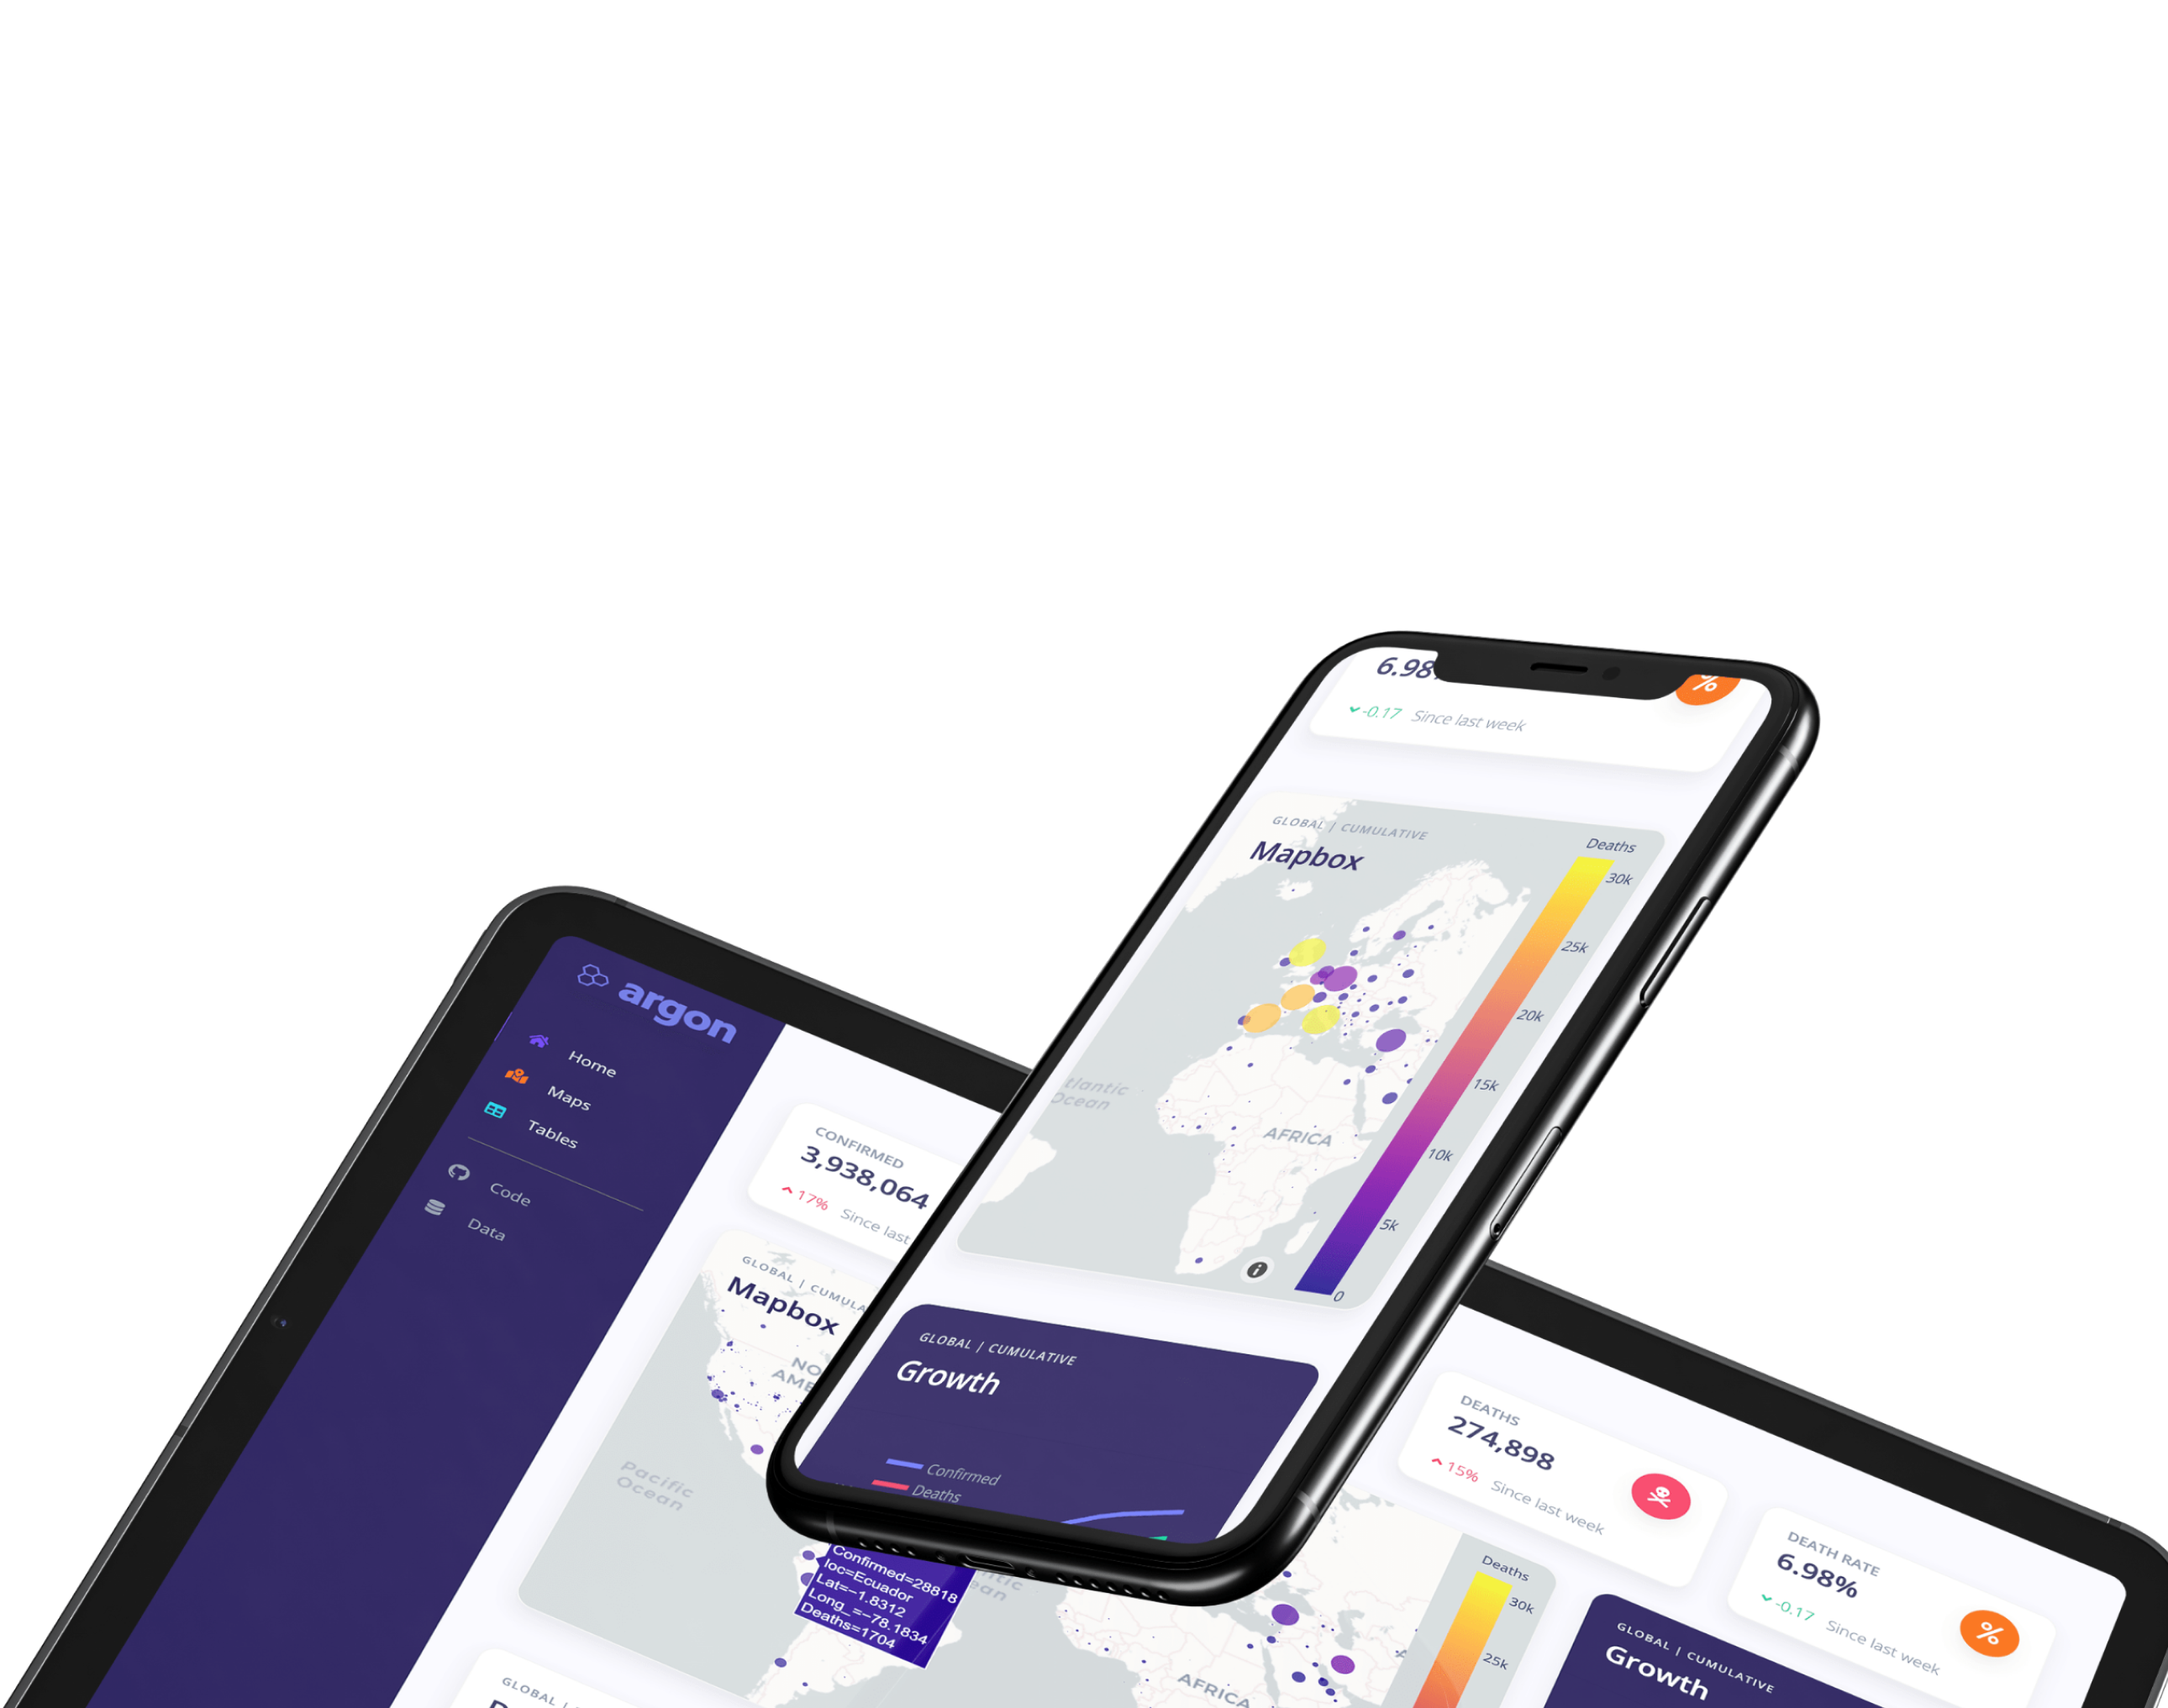 6.98
-0.17 Since last week
GLOBAL | CUMULATIVE
Mapbox
Deaths
30k
25k
20k
15k
10k
5k
0
tlantic
Ocean
AFRICA
GLOBAL | CUMULATIVE
Growth
Confirmed
Deaths
argon
Home
Maps
Tables
Code
Data
CONFIRMED
3,938,064
17% Since last
GLOBAL | CUMULA
Mapbox
NO
AME
Pacific
Ocean
Confirmed=28818
loc=Ecuador
Lat=-1.8312
Long_=-78.1834
Deaths=1704
ntic
ean
AFRICA
Deaths
30k
25k
DEATHS
274,898
15% Since last week
DEATH RATE
6.98%
-0.17 Since last week
GLOBAL | CUMULATIVE
Growth
GLOBAL |